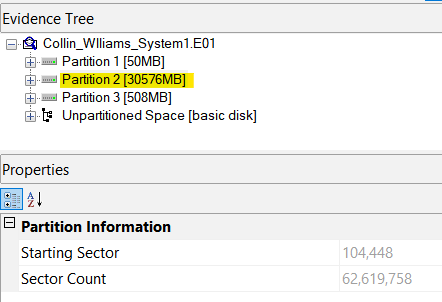 Evidence Tree
Collin_WIlliams_System1.E01
Partition 1 [50MB]
Partition 2 [30576MB]
Partition 3 [508MB]
Unpartitioned Space [basic disk]
Properties
Partition Information
Starting Sector 104,448
Sector Count 62,619,758